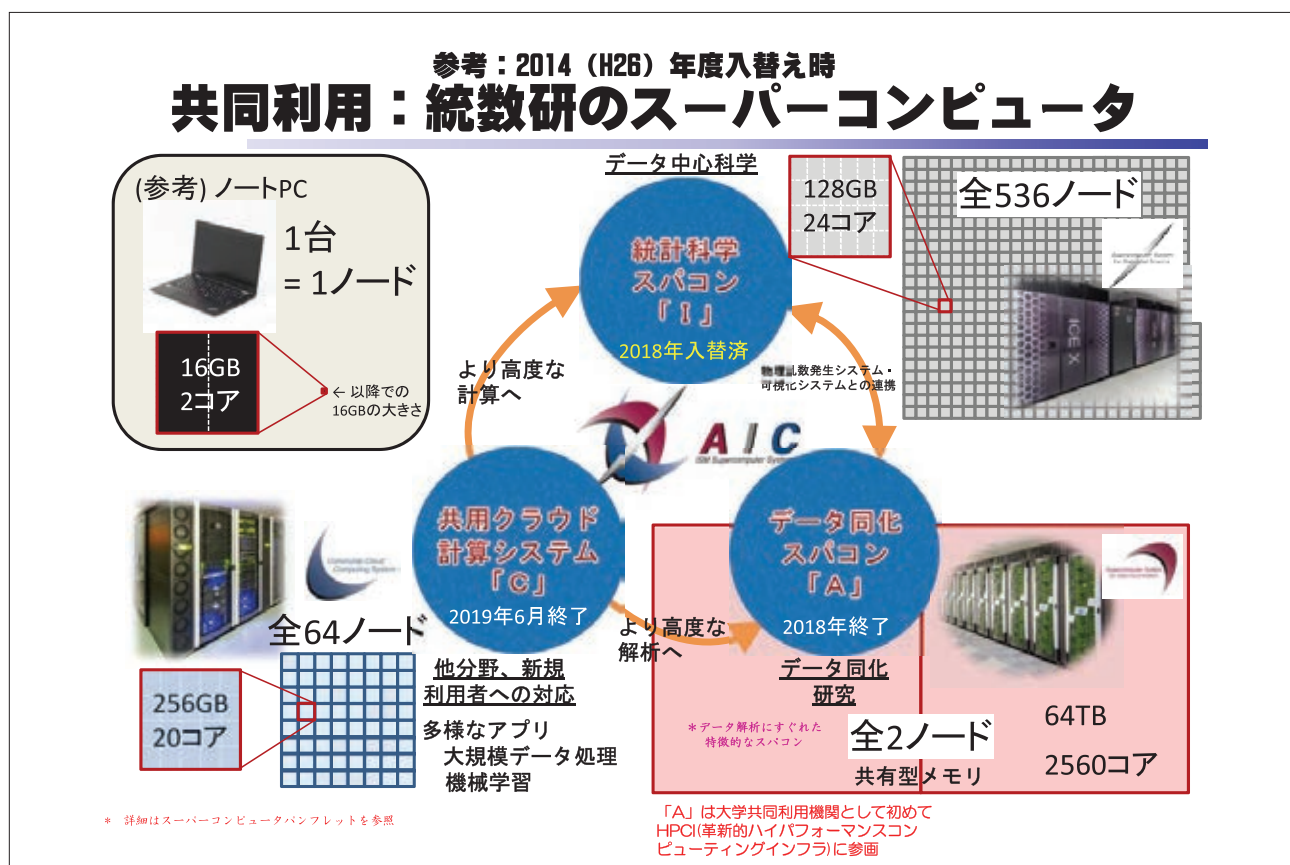 参考：2014（H26）年度入替え時
共同利用：統数研のスーパーコンピュータ
(参考) ノートPC
1台
= 1ノード
16GB
2コア
← 以降での
16GBの大きさ
データ中心科学
統計科学
スパコン
「I」
2018年入替済
128GB
24コア
全536ノード
ICE X
より高度な
計算へ
物理乱数発生システム・
可視化システムとの連携
AIC
ISM Supercomputer System
共用クラウド
計算システム
「C」
2019年6月終了
Communal Cloud
Computing System
全64ノード
256GB
20コア
他分野、新規
利用者への対応
多様なアプリ
大規模データ処理
機械学習
より高度な
解析へ
データ同化
スパコン
「A」
2018年終了
データ同化
研究
＊データ解析にすぐれた
特徴的なスパコン
全2ノード
共有型メモリ
64TB
2560コア
「A」は大学共同利用機関として初めて
HPCI(革新的ハイパフォーマンスコン
ピューティングインフラ)に参画
＊ 詳細はスーパーコンピュータパンフレットを参照